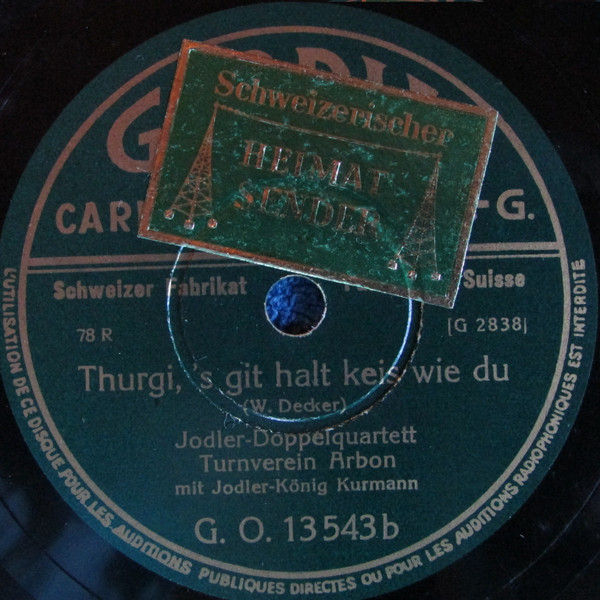 Schweizerischer
HEIMAT
SENDER
-G.
Schweizer Fabrikat
Suisse
78 R
[G 2838]
Thurgi, 's git halt keis wie du
(W. Decker)
Jodler-Doppelquartett
Turnverein Arbon
mit Jodler-König Kurmann
G. O. 13543b
L'UTILISATION DE CE DISQUE POUR LES AUDITIONS PUBLIQUES DIRECTES OU POUR LES AUDITIONS RADIOPHONIQUES EST INTERDITE